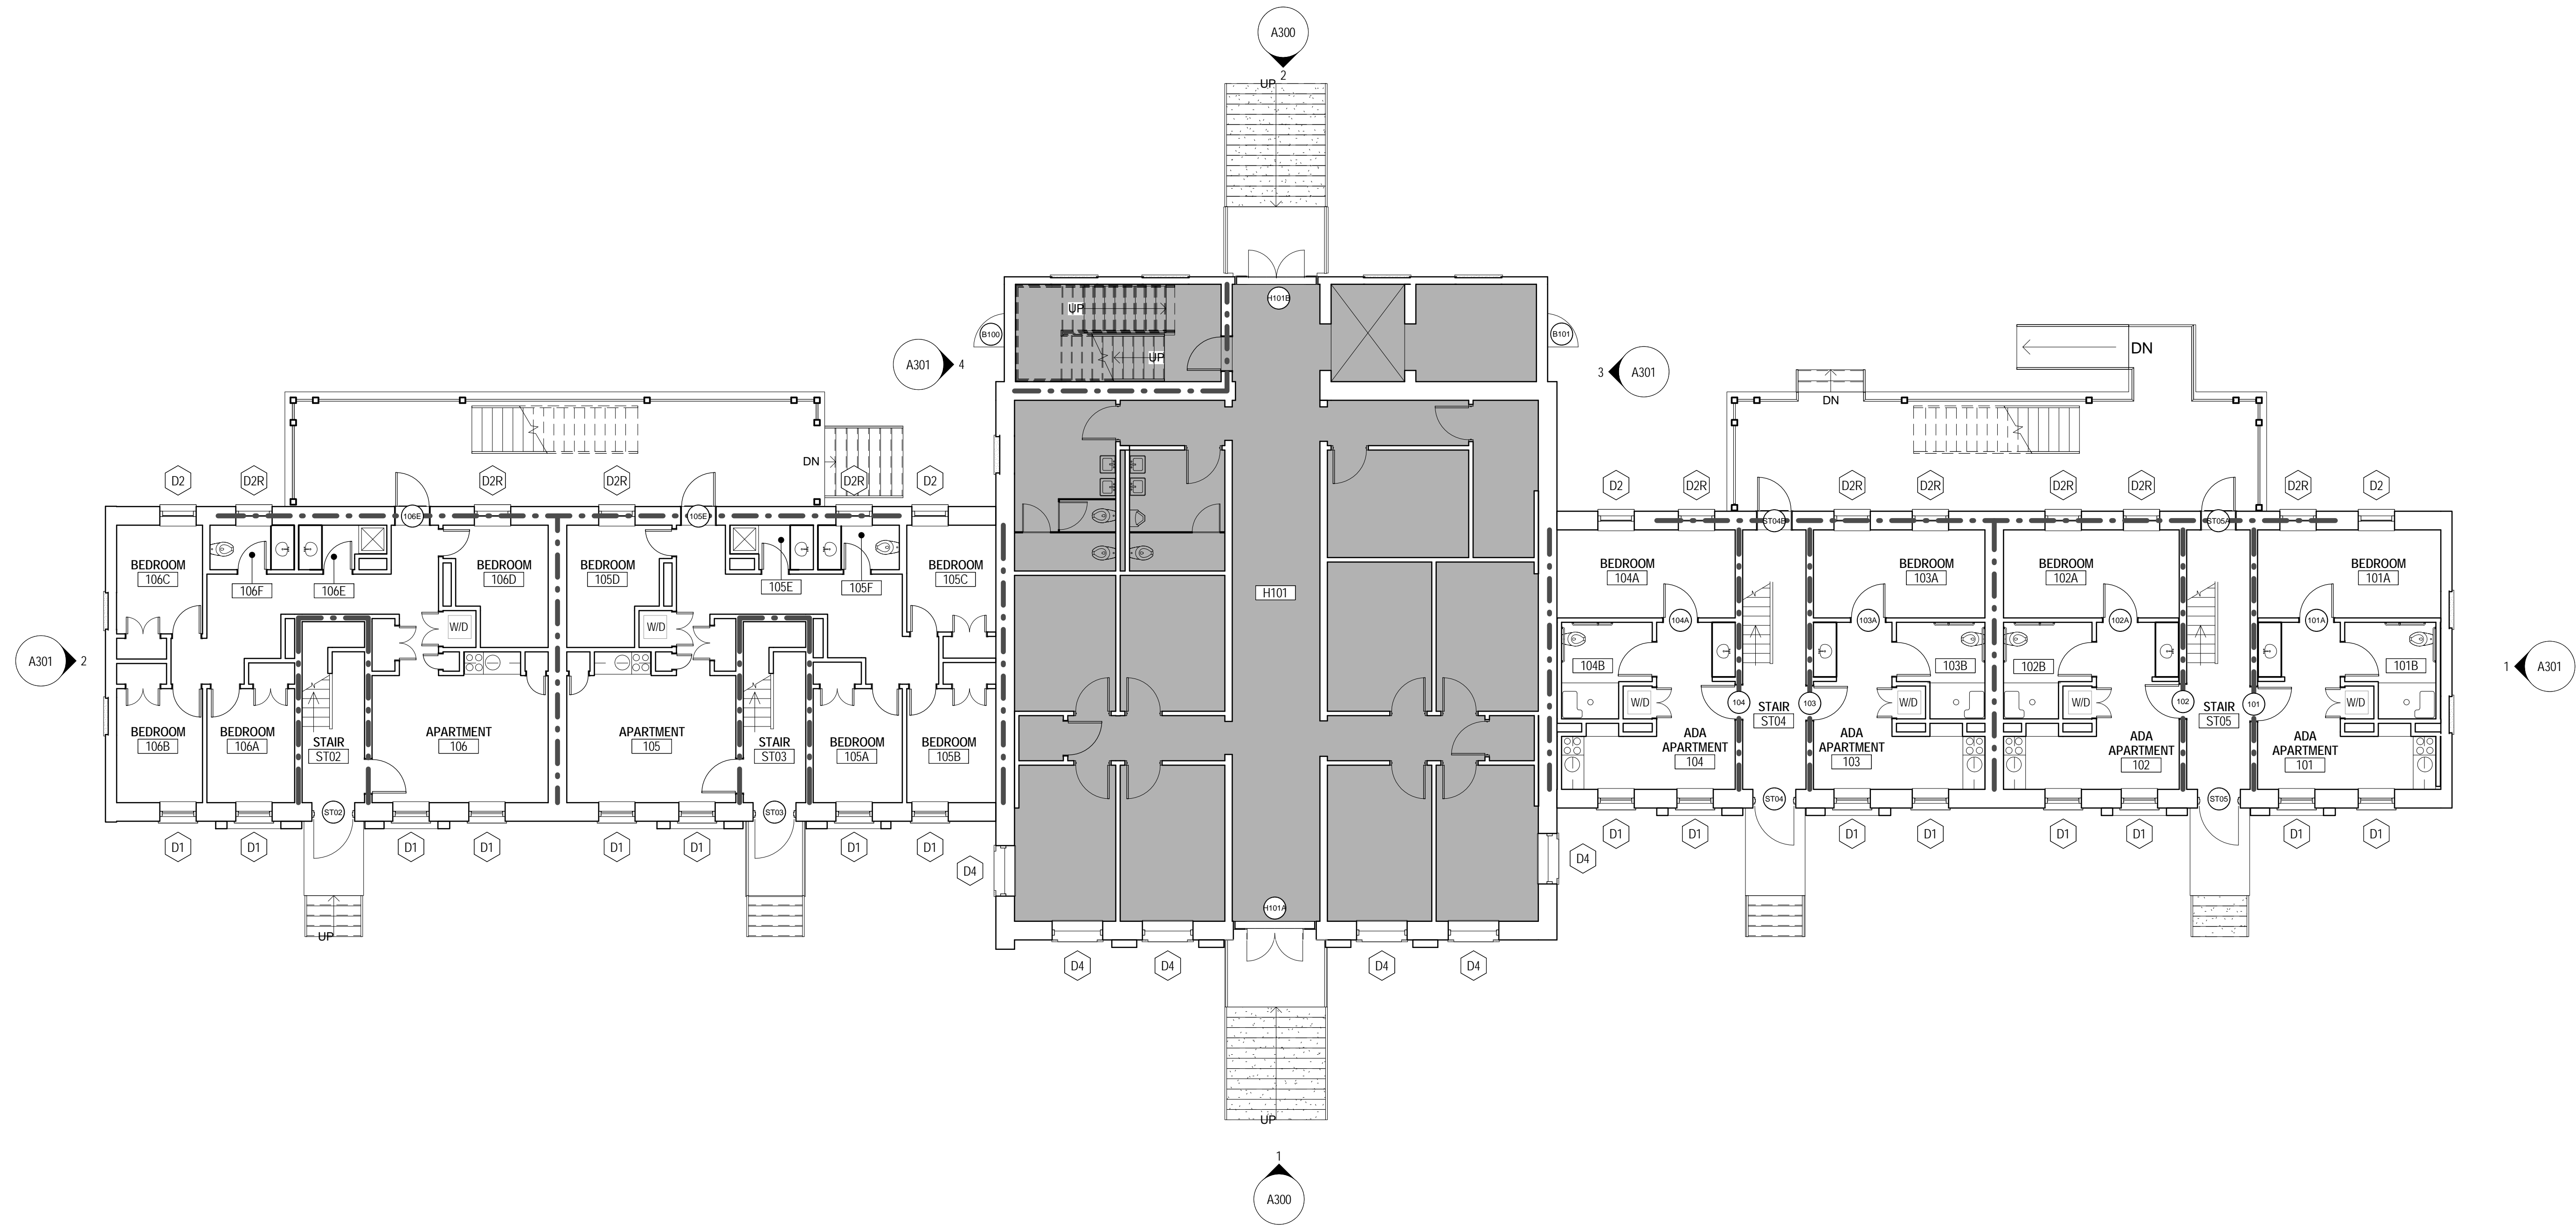 A300
2
UP
H101B
UP
UP
B100
B101
A301
4
3
A301
DN
DN
DN
D2
D2R
D2R
D2R
D2R
D2
D2
D2R
D2R
D2R
D2R
D2R
D2R
D2
106E
105E
ST04B
ST05A
BEDROOM
106C
106F
106E
BEDROOM
106D
BEDROOM
105D
105E
105F
BEDROOM
105C
H101
BEDROOM
104A
BEDROOM
103A
BEDROOM
102A
BEDROOM
101A
W/D
W/D
104A
103A
102A
101A
A301
2
104B
103B
102B
101B
1
A301
W/D
W/D
W/D
W/D
104
103
102
101
BEDROOM
106B
BEDROOM
106A
STAIR
ST02
APARTMENT
106
APARTMENT
105
STAIR
ST03
BEDROOM
105A
BEDROOM
105B
ADA
APARTMENT
104
STAIR
ST04
ADA
APARTMENT
103
ADA
APARTMENT
102
STAIR
ST05
ADA
APARTMENT
101
ST02
ST03
ST04
ST05
D1
D1
D1
D1
D1
D1
D1
D1
D4
D4
D1
D1
D1
D1
D1
D1
D1
D1
H101A
UP
D4
D4
D4
D4
UP
1
A300